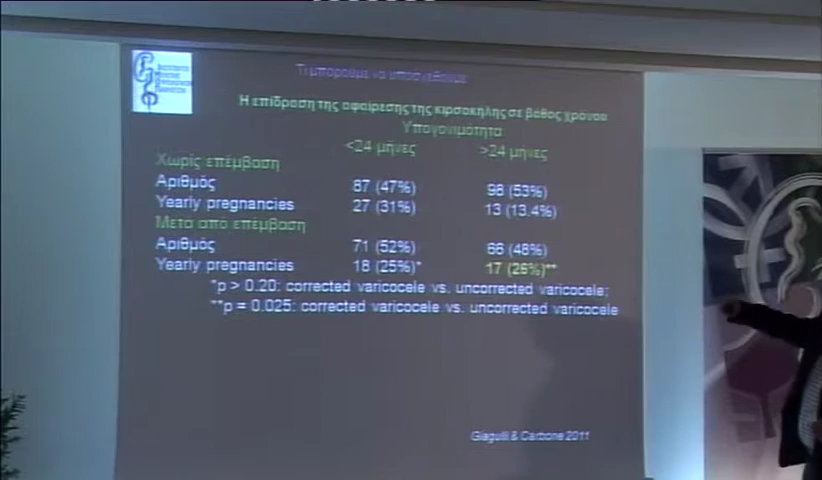 Τι μπορούμε να υποσχεθούμε
Η επίδραση της αφαίρεσης της κιρσοκήλης σε βάθος χρόνου
Υπογονιμότητα
<24 μήνες >24 μήνες
Χωρίς επέμβαση
Αριθμός 87 (47%) 98 (53%)
Yearly pregnancies 27 (31%) 13 (13.4%)
Μετα από επέμβαση
Αριθμός 71 (52%) 66 (48%)
Yearly pregnancies 18 (25%)* 17 (26%)**
*p > 0.20: corrected varicocele vs. uncorrected varicocele;
**p = 0.025: corrected varicocele vs. uncorrected varicocele
Giagulli & Carbone 2011